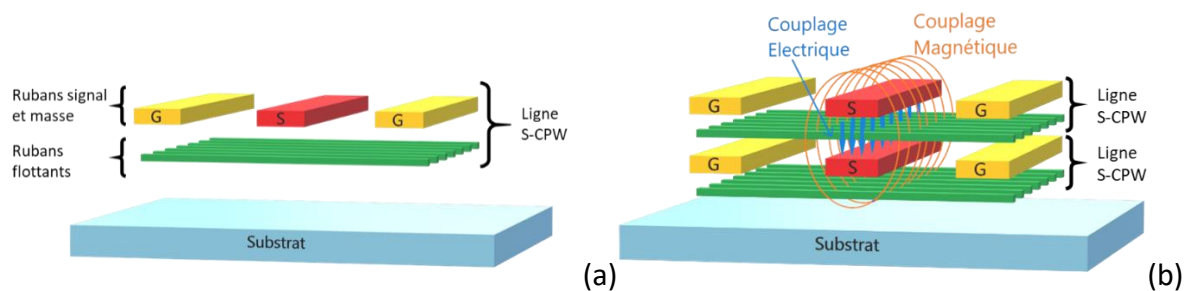 Rubans signal
et masse
G
S
G
Ligne
S-CPW
Rubans
flottants
Substrat
(a)
Couplage
Electrique
Couplage
Magnétique
G
S
G
Ligne
S-CPW
G
S
G
Ligne
S-CPW
Substrat
(b)